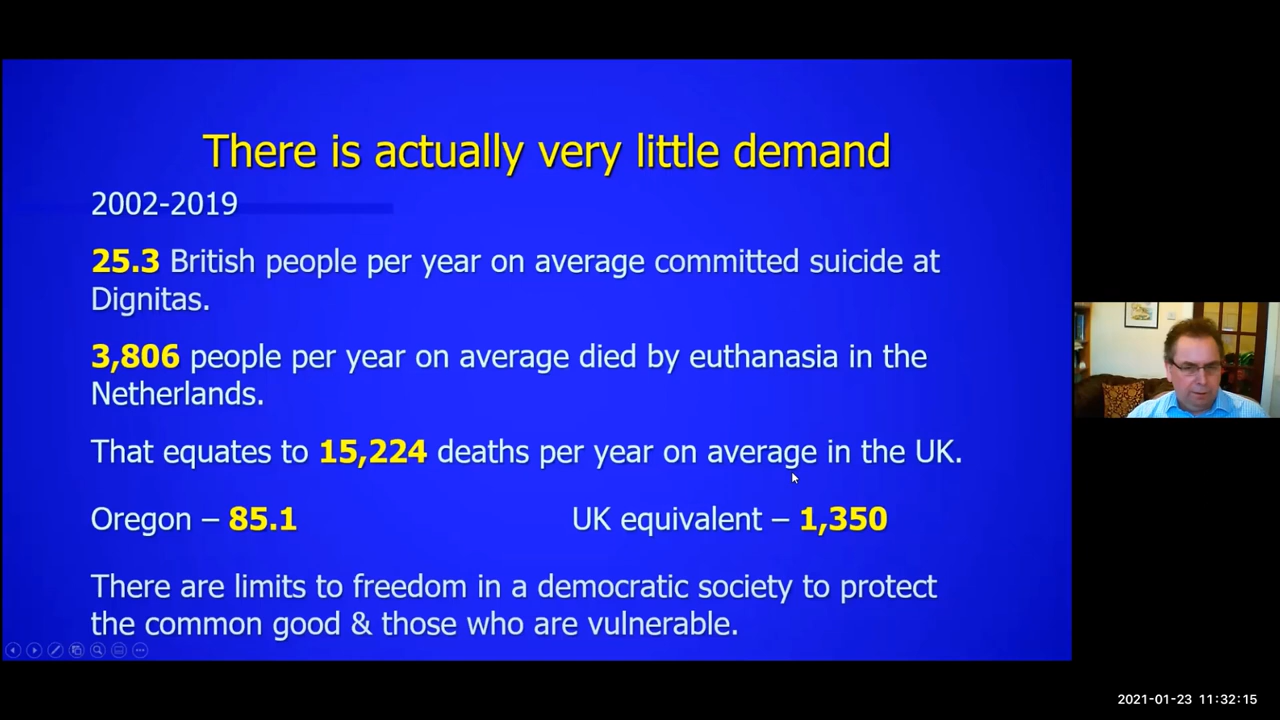 There is actually very little demand
2002-2019
25.3 British people per year on average committed suicide at
Dignitas.
3,806 people per year on average died by euthanasia in the
Netherlands.
That equates to 15,224 deaths per year on average in the UK.
Oregon – 85.1 UK equivalent – 1,350
There are limits to freedom in a democratic society to protect
the common good & those who are vulnerable.
2021-01-23 11:32:15